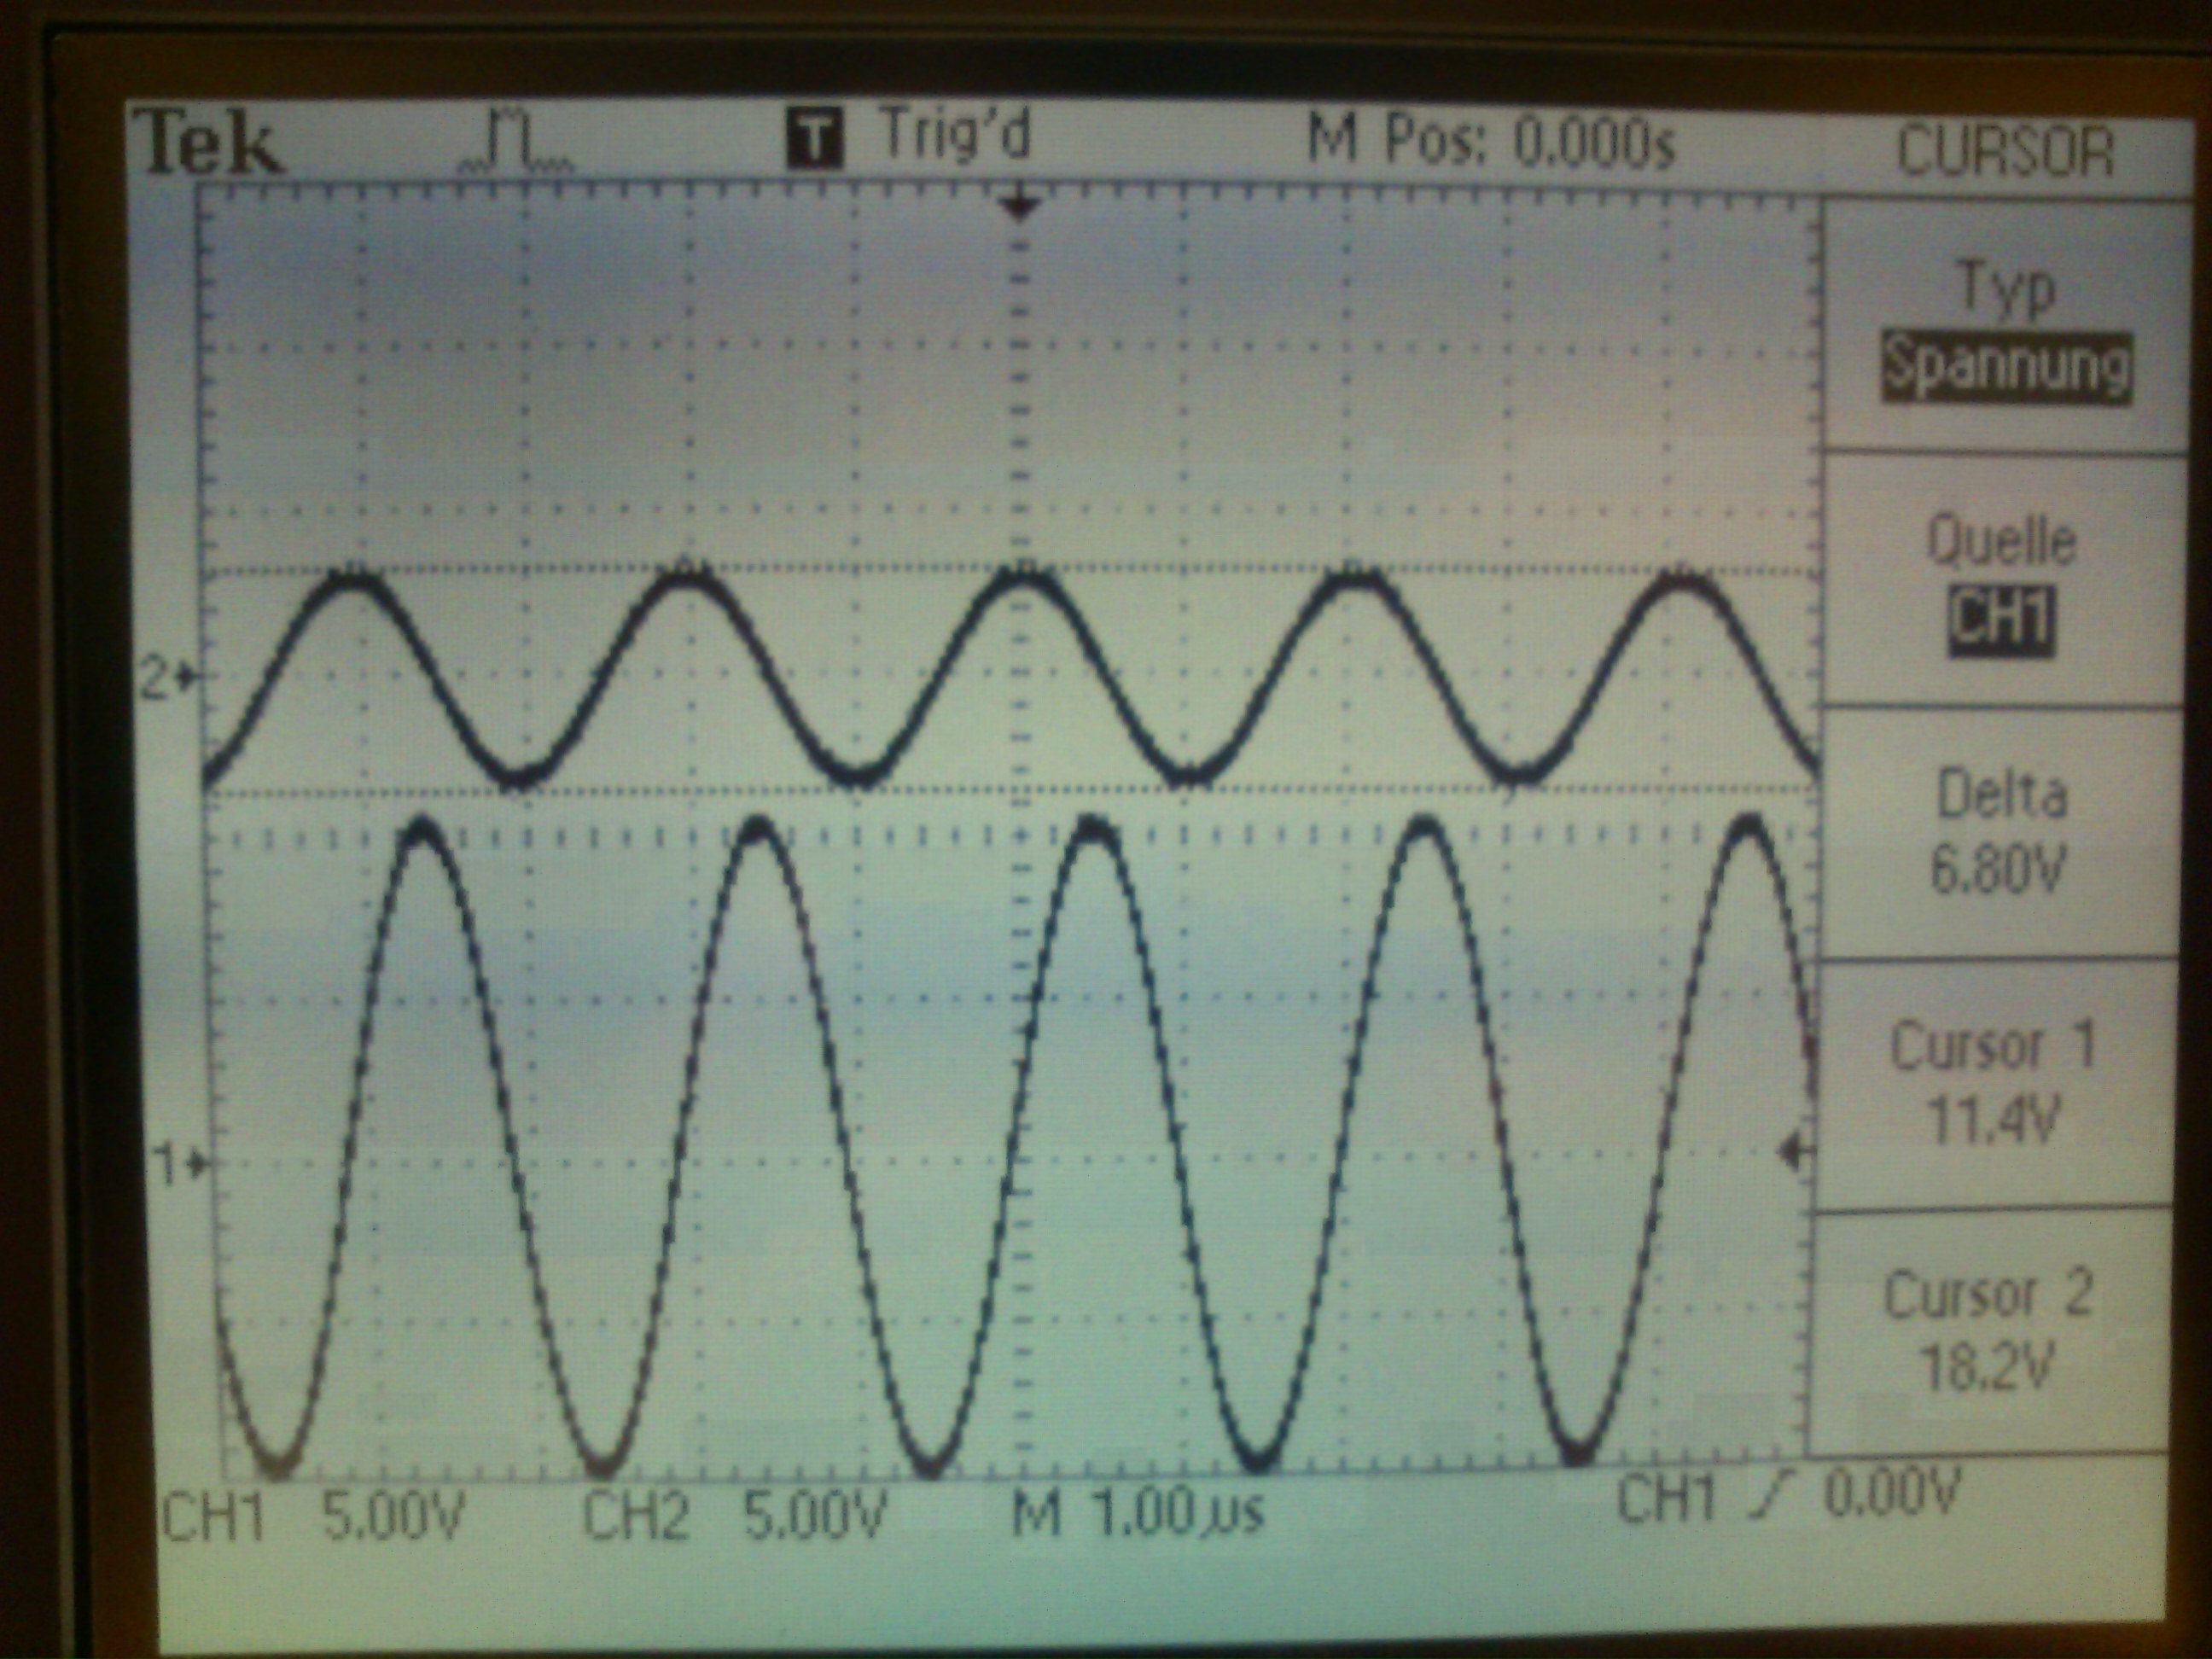 Tek T Trig'd M Pos: 0.000s CURSOR
Typ
Spannung
Quelle
CH1
Delta
6.80V
Cursor 1
11.4V
Cursor 2
18.2V
2
1
CH1 5.00V CH2 5.00V M 1.00µs CH1 0.00V